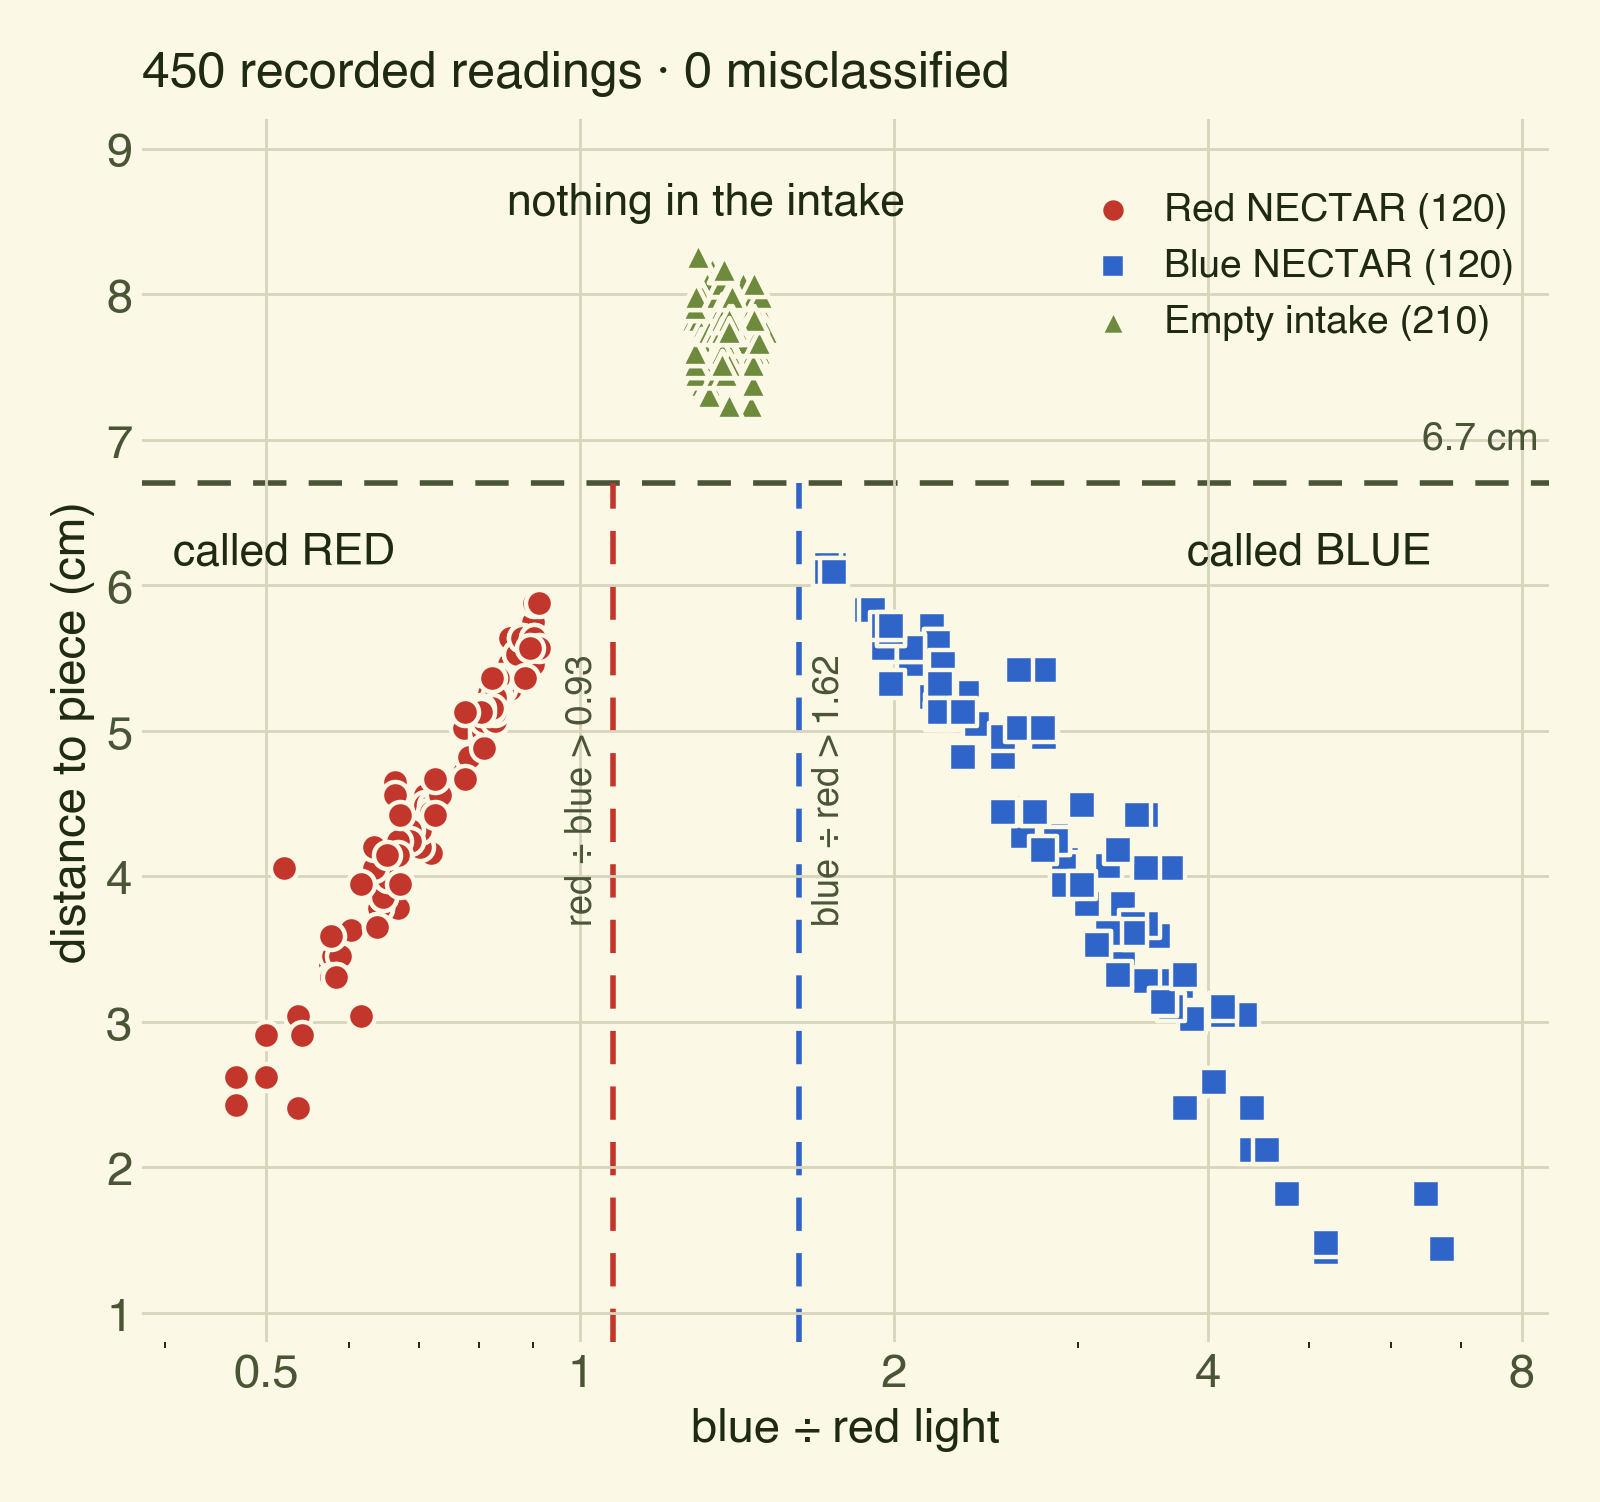 450 recorded readings · 0 misclassified
9
8
7
6
5
4
3
2
1
distance to piece (cm)
nothing in the intake
Red NECTAR (120)
Blue NECTAR (120)
Empty intake (210)
6.7 cm
called RED
called BLUE
red ÷ blue > 0.93
blue ÷ red > 1.62
0.5
1
2
4
8
blue ÷ red light